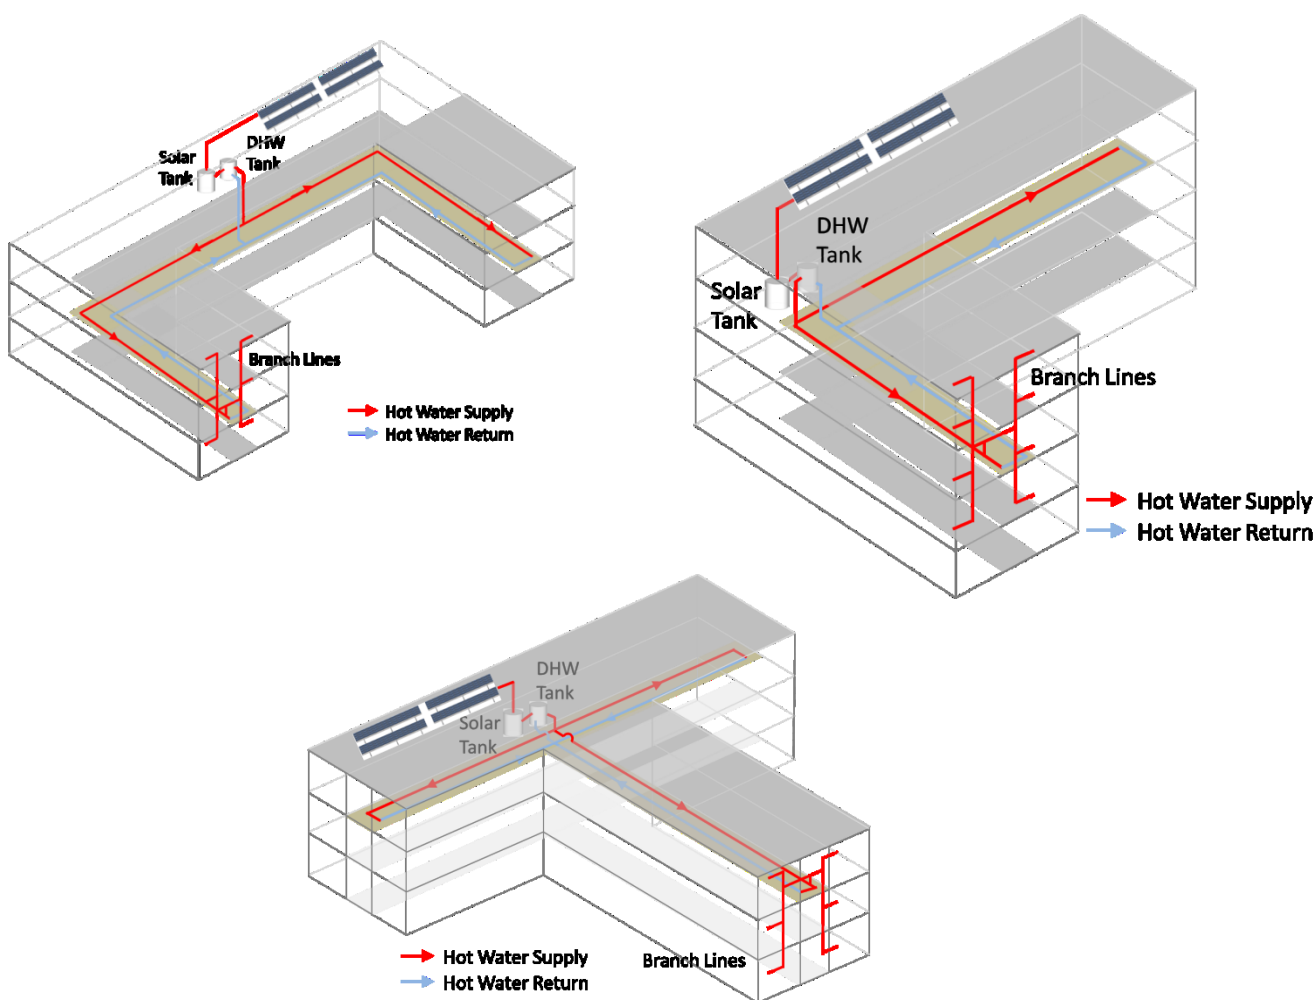 DHW
Tank
Solar
Tank
Branch Lines
Hot Water Supply
Hot Water Return
DHW
Tank
Solar
Tank
Branch Lines
Hot Water Supply
Hot Water Return
DHW
Tank
Solar
Tank
Hot Water Supply
Branch Lines
Hot Water Return